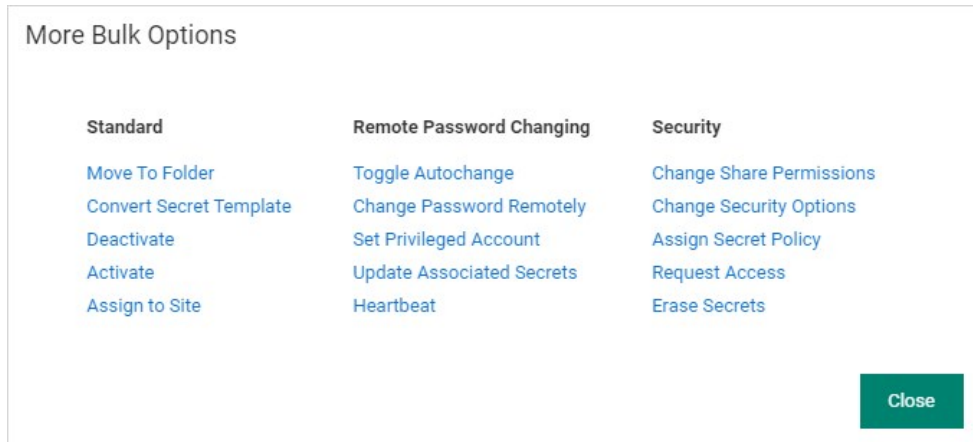 More Bulk Options
Standard
Move To Folder
Convert Secret Template
Deactivate
Activate
Assign to Site
Remote Password Changing
Toggle Autochange
Change Password Remotely
Set Privileged Account
Update Associated Secrets
Heartbeat
Security
Change Share Permissions
Change Security Options
Assign Secret Policy
Request Access
Erase Secrets
Close